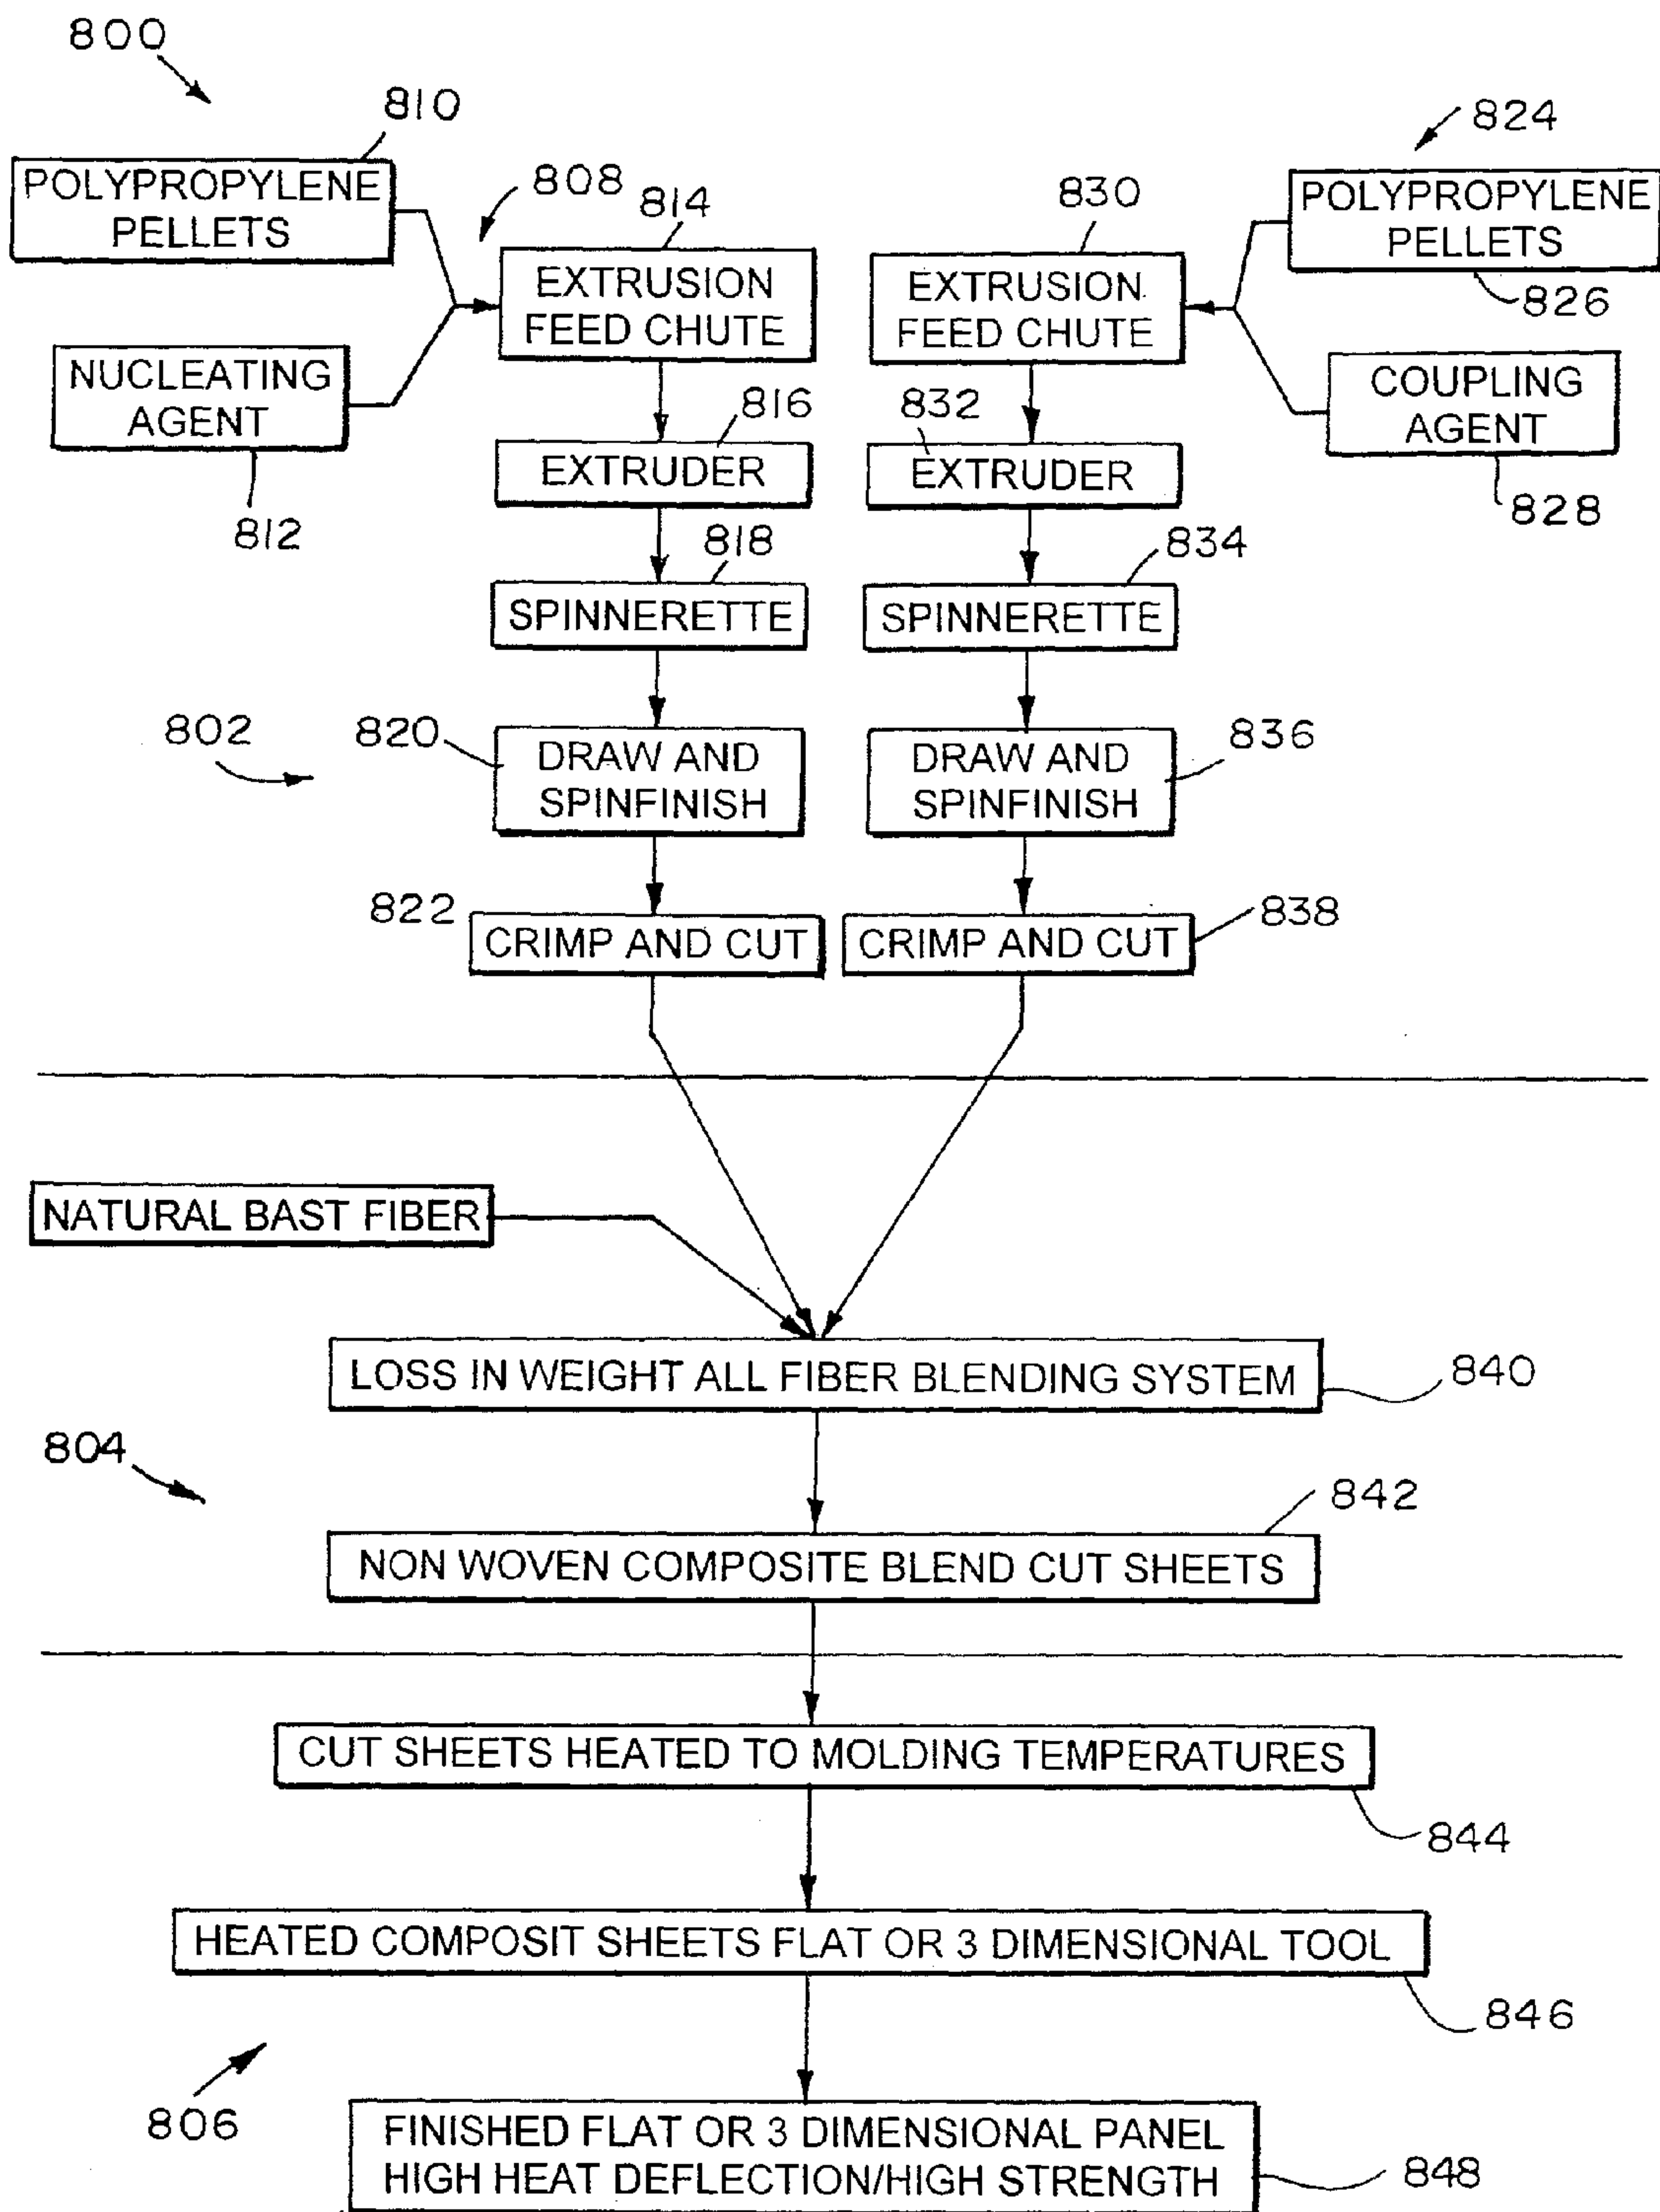 800
810
824
POLYPROPYLENE
PELLETS
808
814
830
POLYPROPYLENE
PELLETS
826
EXTRUSION
FEED CHUTE
EXTRUSION
FEED CHUTE
NUCLEATING
AGENT
812
COUPLING
AGENT
828
816
832
EXTRUDER
EXTRUDER
818
834
SPINNERETTE
SPINNERETTE
802
820
DRAW AND
SPINFINISH
DRAW AND
SPINFINISH
836
822
CRIMP AND CUT
CRIMP AND CUT
838
NATURAL BAST FIBER
LOSS IN WEIGHT ALL FIBER BLENDING SYSTEM
840
804
842
NON WOVEN COMPOSITE BLEND CUT SHEETS
CUT SHEETS HEATED TO MOLDING TEMPERATURES
844
HEATED COMPOSIT SHEETS FLAT OR 3 DIMENSIONAL TOOL
846
806
FINISHED FLAT OR 3 DIMENSIONAL PANEL
HIGH HEAT DEFLECTION/HIGH STRENGTH
848